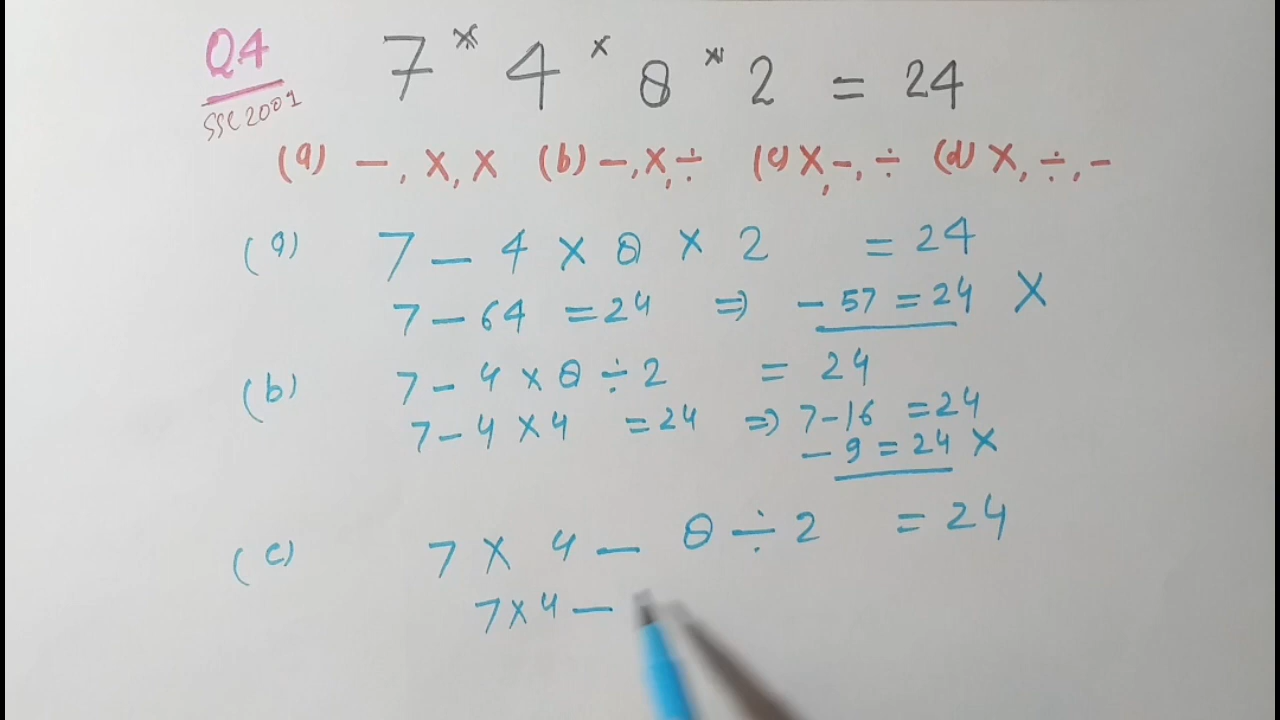 Q4 7 * 4 * 8 * 2 = 24
SSC 2001
(a) −, ×, × (b) −, ×, ÷ (c) ×, −, ÷ (d) ×, ÷, −
(a) 7 − 4 × 8 × 2 = 24
7 − 64 = 24 ⇒ − 57 = 24 ×
(b) 7 − 4 × 8 ÷ 2 = 24
7 − 4 × 4 = 24 ⇒ 7 − 16 = 24
− 9 = 24 ×
(c) 7 × 4 − 8 ÷ 2 = 24
7 × 4 −